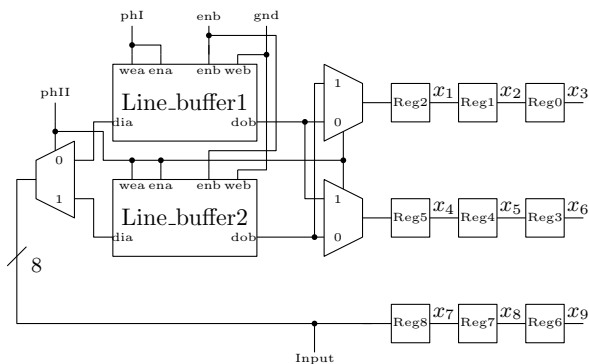 phI enb gnd
wea ena enb web
Line_buffer1
dia dob
phII
0
1
1
0
Reg2 x1 Reg1 x2 Reg0 x3
wea ena enb web
Line_buffer2
dia dob
1
0
Reg5 x4 Reg4 x5 Reg3 x6
8
Reg8 x7 Reg7 x8 Reg6 x9
Input